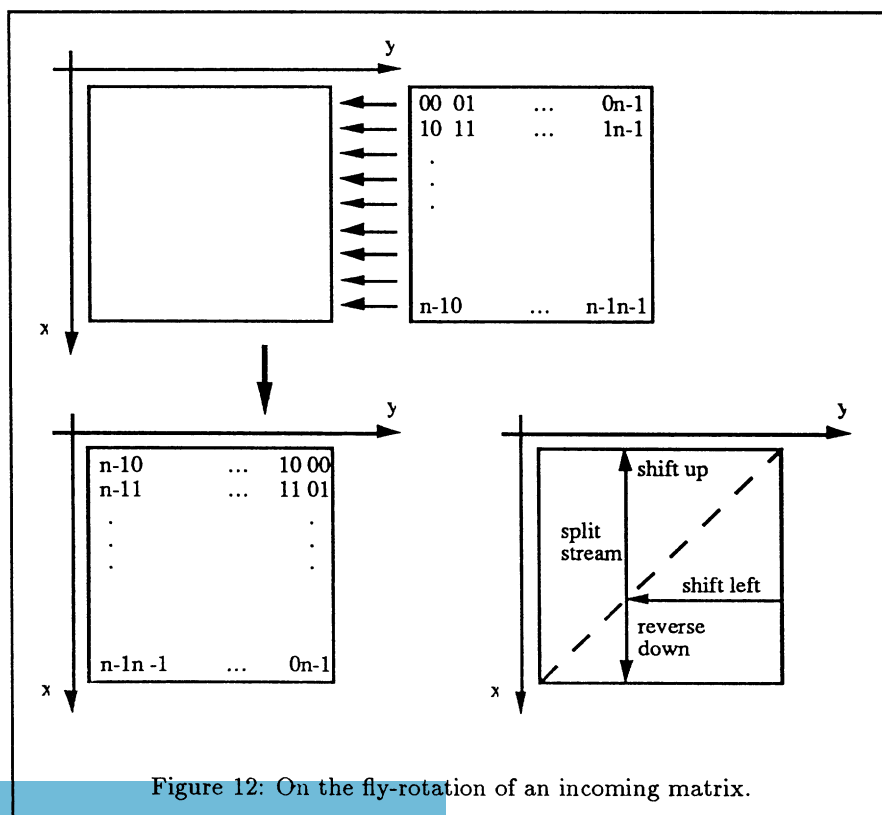 y
00 01 ... 0n-1
10 11 ... 1n-1
.
.
.
n-10 ... n-1n-1
x
y
n-10 ... 10 00
n-11 ... 11 01
. .
. .
. .
n-1n -1 ... 0n-1
x
y
shift up
split
stream
shift left
reverse
down
x
Figure 12: On the fly-rotation of an incoming matrix.